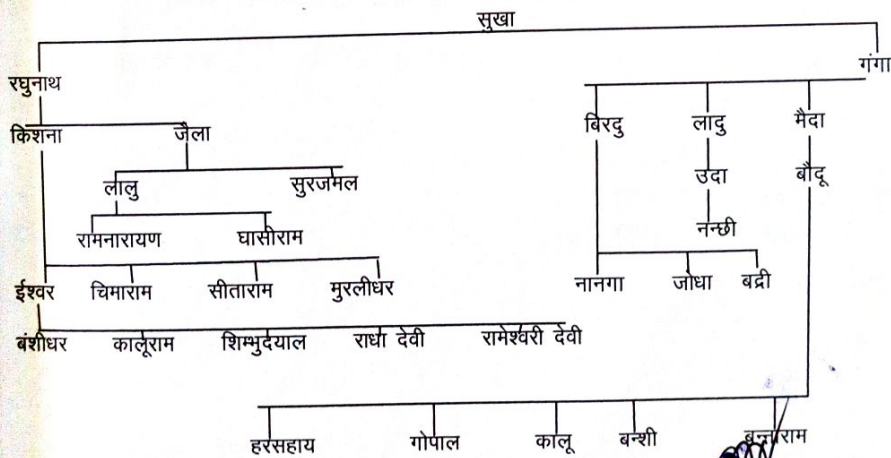 सुखा
गंगा
रघुनाथ
बिरदु लादु मैदा
किशना जैला
लालु सुरजमल उदा बौदू
रामनारायण घासीराम नन्छी
ईश्वर चिमाराम सीताराम मुरलीधर नानगा जोधा बद्री
बंशीधर कालूराम शिम्भुदयाल राधा देवी रामेश्वरी देवी
हरसहाय गोपाल कालू बन्शी